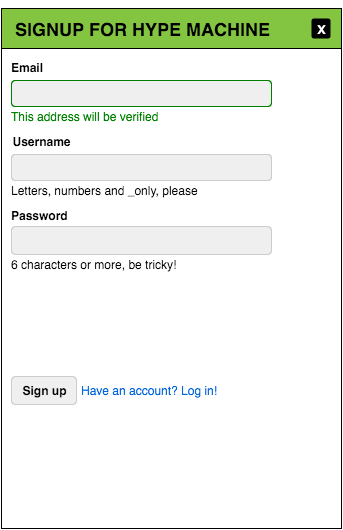 SIGNUP FOR HYPE MACHINE x
Email
This address will be verified
Username
Letters, numbers and _only, please
Password
6 characters or more, be tricky!
Sign up Have an account? Log in!